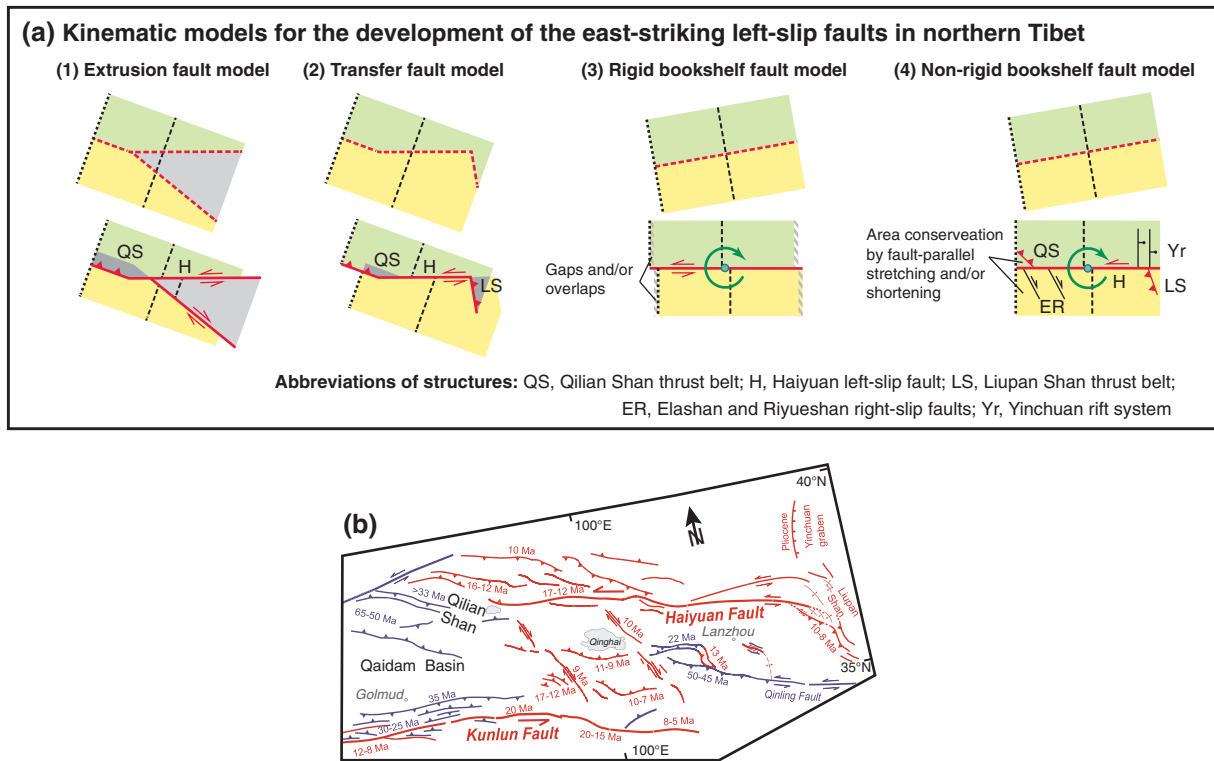 (a) Kinematic models for the development of the east-striking left-slip faults in northern Tibet
(1) Extrusion fault model
(2) Transfer fault model
(3) Rigid bookshelf fault model
(4) Non-rigid bookshelf fault model
QS
H
QS
H
LS
Gaps and/or
overlaps
Area conserveation
by fault-parallel
stretching and/or
shortening
QS
Yr
H
ER
LS
Abbreviations of structures: QS, Qilian Shan thrust belt; H, Haiyuan left-slip fault; LS, Liupan Shan thrust belt;
ER, Elashan and Riyueshan right-slip faults; Yr, Yinchuan rift system
(b)
40°N
100°E
N
Pliocene
Yinchuan
graben
10 Ma
16-12 Ma
17-12 Ma
>33 Ma
Qilian
Shan
65-50 Ma
Haiyuan Fault
Liupan
Shan
10-8 Ma
10 Ma
Lanzhou
Qinghai
22 Ma
13 Ma
35°N
Qaidam Basin
11-9 Ma
50-45 Ma
9 Ma
Qinling Fault
Golmud
17-12 Ma
10-7 Ma
35 Ma
30-25 Ma
20 Ma
8-5 Ma
Kunlun Fault
20-15 Ma
12-8 Ma
100°E